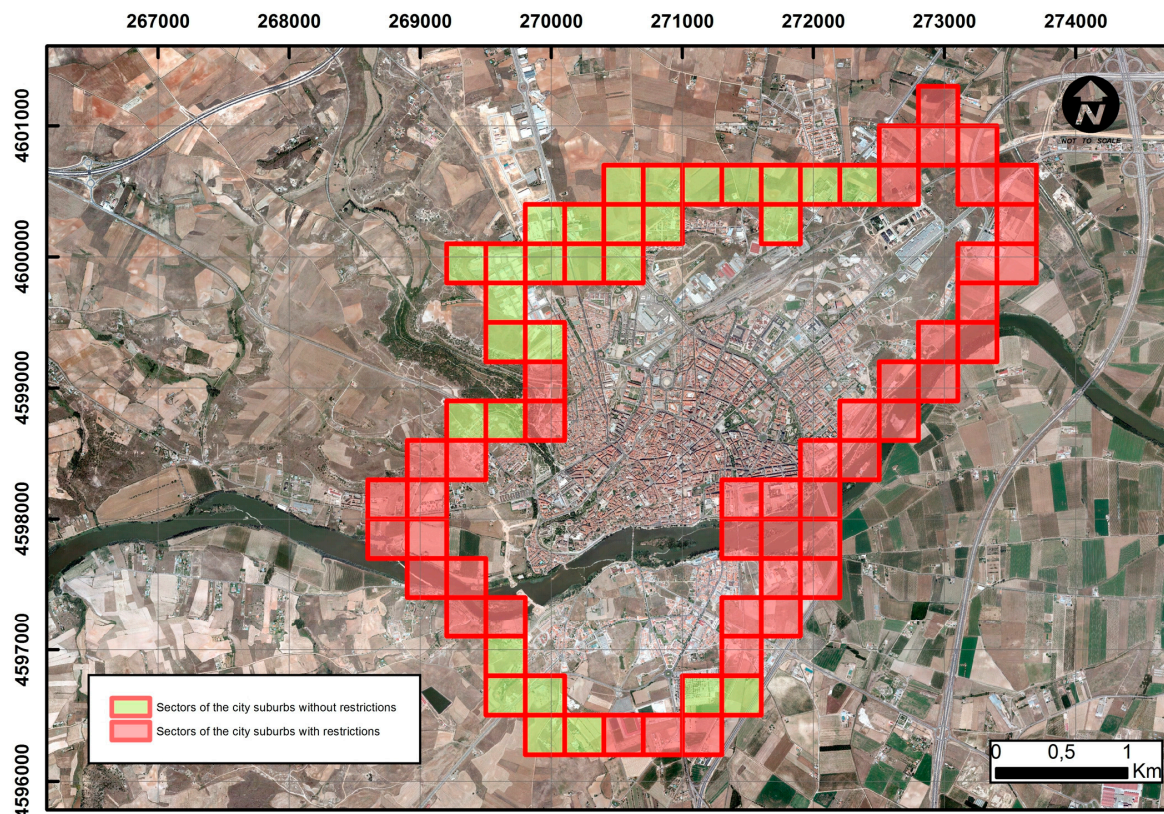 267000 268000 269000 270000 271000 272000 273000 274000
4601000
4600000
4599000
4598000
4597000
4596000
N
NOT TO SCALE
Sectors of the city suburbs without restrictions
Sectors of the city suburbs with restrictions
0 0,5 1
Km